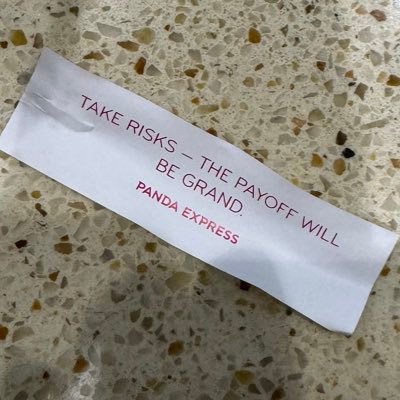 TAKE RISKS – THE PAYOFF WILL
BE GRAND.
PANDA EXPRESS